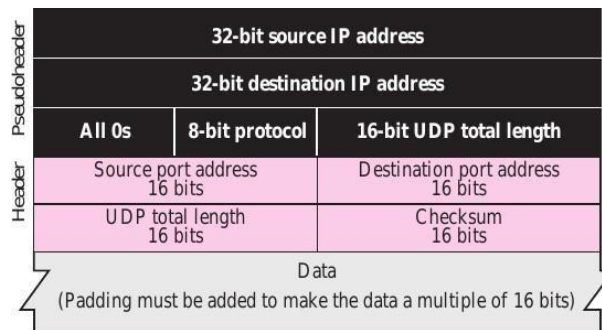 Pseudoheader
32-bit source IP address
32-bit destination IP address
All 0s 8-bit protocol 16-bit UDP total length
Header
Source port address Destination port address
16 bits 16 bits
UDP total length Checksum
16 bits 16 bits
Data
(Padding must be added to make the data a multiple of 16 bits)